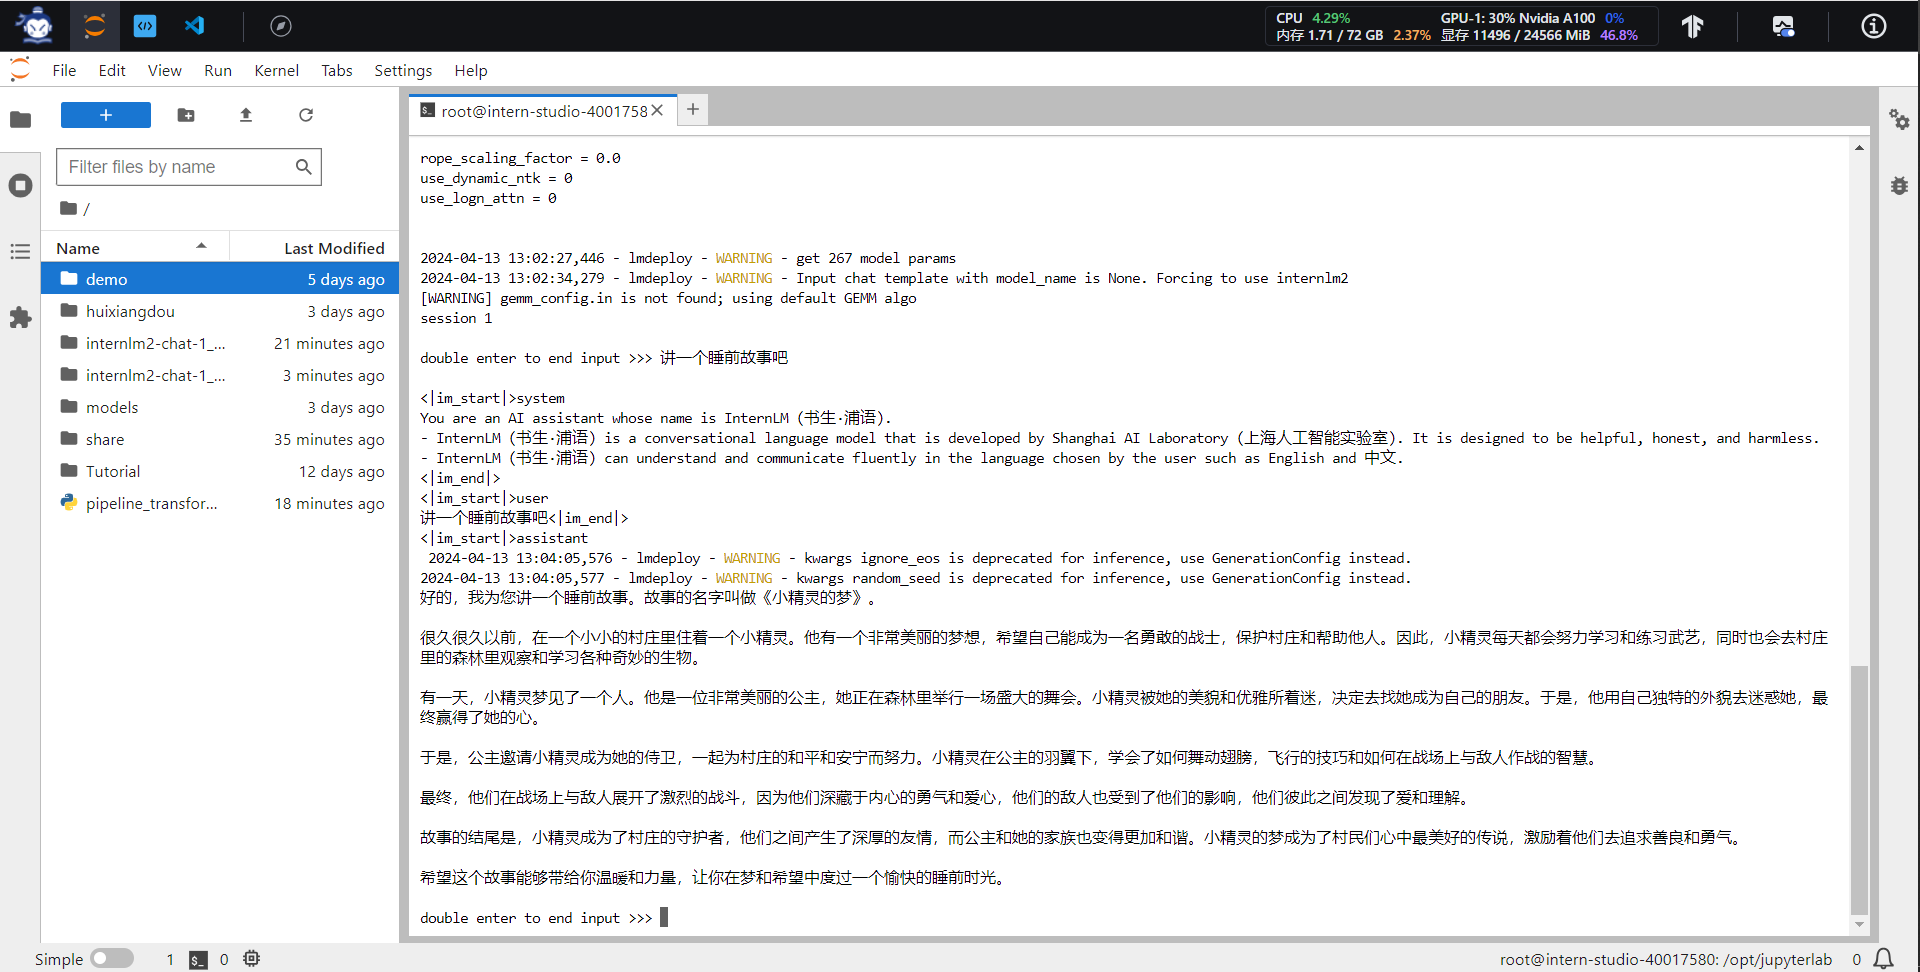 CPU 4.29% GPU-1: 30% Nvidia A100 0%
内存 1.71 / 72 GB 2.37% 显存 11496 / 24566 MiB 46.8%
File Edit View Run Kernel Tabs Settings Help
root@intern-studio-4001758
Filter files by name
/
Name Last Modified
demo 5 days ago
huixiangdou 3 days ago
internlm2-chat-1_... 21 minutes ago
internlm2-chat-1_... 3 minutes ago
models 3 days ago
share 35 minutes ago
Tutorial 12 days ago
pipeline_transfor... 18 minutes ago
rope_scaling_factor = 0.0
use_dynamic_ntk = 0
use_logn_attn = 0
2024-04-13 13:02:27,446 - lmdeploy - WARNING - get 267 model params
2024-04-13 13:02:34,279 - lmdeploy - WARNING - Input chat template with model_name is None. Forcing to use internlm2
[WARNING] gemm_config.in is not found; using default GEMM algo
session 1
double enter to end input >>> 讲一个睡前故事吧
<|im_start|>system
You are an AI assistant whose name is InternLM (书生·浦语).
- InternLM (书生·浦语) is a conversational language model that is developed by Shanghai AI Laboratory (上海人工智能实验室). It is designed to be helpful, honest, and harmless.
- InternLM (书生·浦语) can understand and communicate fluently in the language chosen by the user such as English and 中文.
<|im_end|>
<|im_start|>user
讲一个睡前故事吧<|im_end|>
<|im_start|>assistant
2024-04-13 13:04:05,576 - lmdeploy - WARNING - kwargs ignore_eos is deprecated for inference, use GenerationConfig instead.
2024-04-13 13:04:05,577 - lmdeploy - WARNING - kwargs random_seed is deprecated for inference, use GenerationConfig instead.
好的，我为您讲一个睡前故事。故事的名字叫做《小精灵的梦》。
很久很久以前，在一个小小的村庄里住着一个小精灵。他有一个非常美丽的梦想，希望自己能成为一名勇敢的战士，保护村庄和帮助他人。因此，小精灵每天都会努力学习和练习武艺，同时也会去村庄
里的森林里观察和学习各种奇妙的生物。
有一天，小精灵梦见了一个人。他是一位非常美丽的公主，她正在森林里举行一场盛大的舞会。小精灵被她的美貌和优雅所着迷，决定去找她成为自己的朋友。于是，他用自己独特的外貌去迷惑她，最
终赢得了她的心。
于是，公主邀请小精灵成为她的侍卫，一起为村庄的和平和安宁而努力。小精灵在公主的羽翼下，学会了如何舞动翅膀，飞行的技巧和如何在战场上与敌人作战的智慧。
最终，他们在战场上与敌人展开了激烈的战斗，因为他们深藏于内心的勇气和爱心，他们的敌人也受到了他们的影响，他们彼此之间发现了爱和理解。
故事的结尾是，小精灵成为了村庄的守护者，他们之间产生了深厚的友情，而公主和她的家族也变得更加和谐。小精灵的梦成为了村民们心中最美好的传说，激励着他们去追求善良和勇气。
希望这个故事能够带给你温暖和力量，让你在梦和希望中度过一个愉快的睡前时光。
double enter to end input >>>
Simple 1 0 root@intern-studio-40017580: /opt/jupyterlab 0